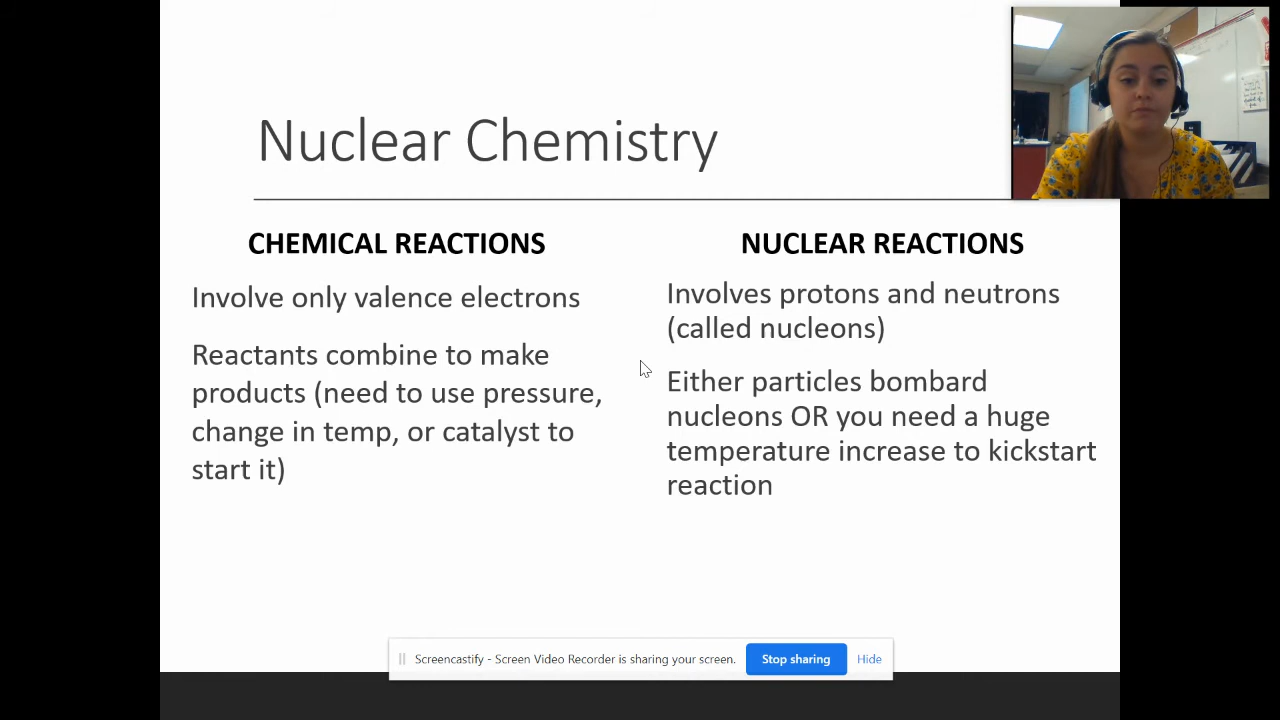 Nuclear Chemistry
CHEMICAL REACTIONS
Involve only valence electrons
Reactants combine to make
products (need to use pressure,
change in temp, or catalyst to
start it)
NUCLEAR REACTIONS
Involves protons and neutrons
(called nucleons)
Either particles bombard
nucleons OR you need a huge
temperature increase to kickstart
reaction
Screencastify - Screen Video Recorder is sharing your screen.
Stop sharing
Hide